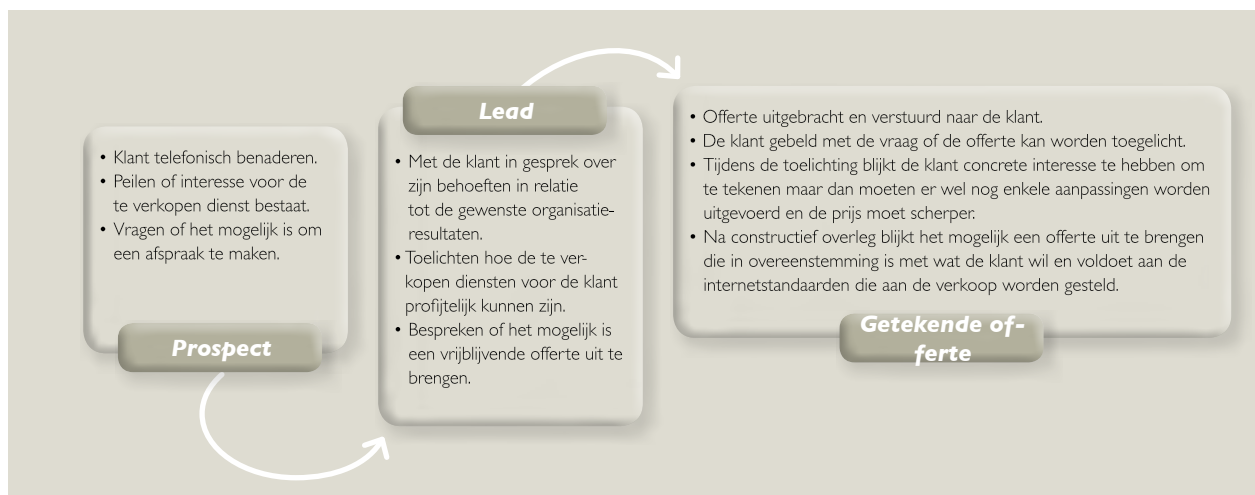 • Klant telefonisch benaderen.
• Peilen of interesse voor de
te verkopen dienst bestaat.
• Vragen of het mogelijk is om
een afspraak te maken.
Prospect
Lead
• Met de klant in gesprek over
zijn behoeften in relatie
tot de gewenste organisatie-
resultaten.
• Toelichten hoe de te ver-
kopen diensten voor de klant
profijtelijk kunnen zijn.
• Bespreken of het mogelijk is
een vrijblijvende offerte uit te
brengen.
• Offerte uitgebracht en verstuurd naar de klant.
• De klant gebeld met de vraag of de offerte kan worden toegelicht.
• Tijdens de toelichting blijkt de klant concrete interesse te hebben om
te tekenen maar dan moeten er wel nog enkele aanpassingen worden
uitgevoerd en de prijs moet scherper.
• Na constructief overleg blijkt het mogelijk een offerte uit te brengen
die in overeenstemming is met wat de klant wil en voldoet aan de
internetstandaarden die aan de verkoop worden gesteld.
Getekende of-
ferte